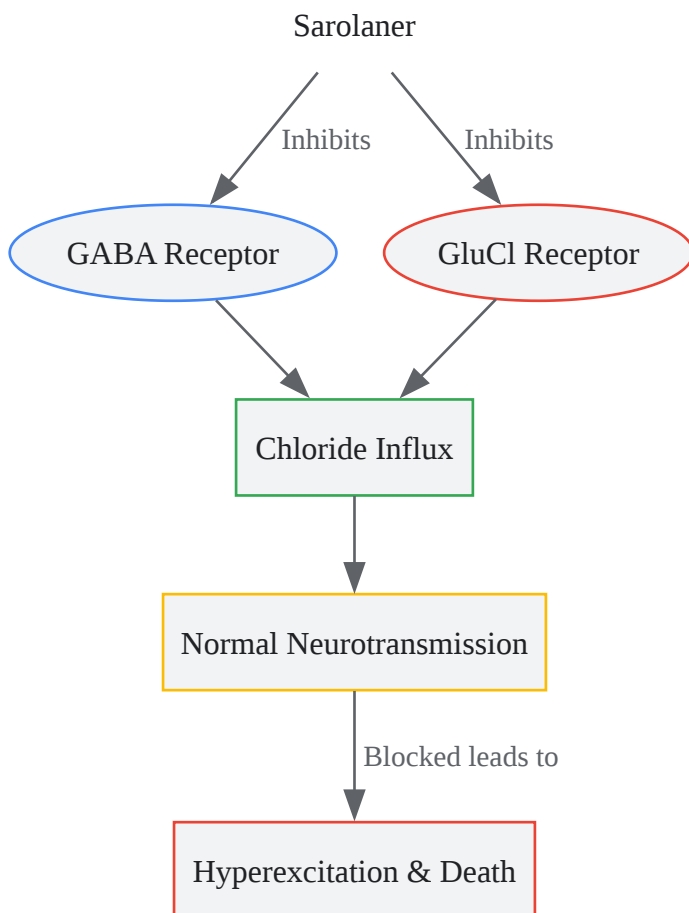 Sarolaner
Inhibits
Inhibits
GABA Receptor
GluCl Receptor
Chloride Influx
Normal Neurotransmission
Blocked leads to
Hyperexcitation & Death